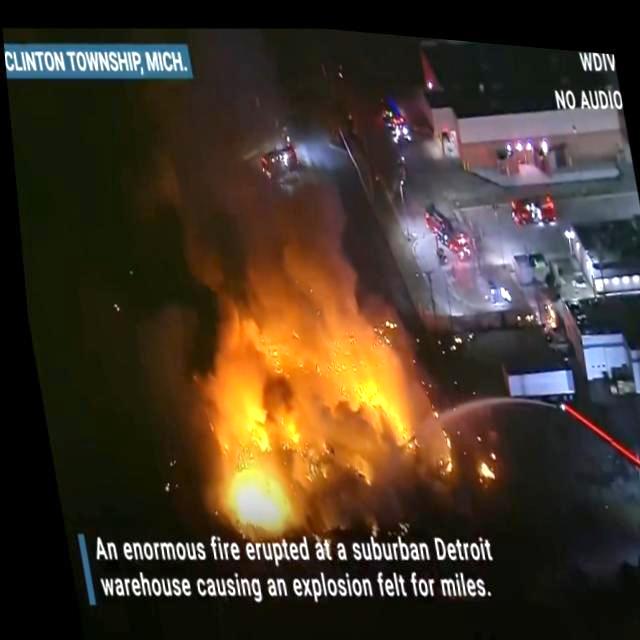 CLINTON TOWNSHIP, MICH.
WDIV
NO AUDIO
An enormous fire erupted at a suburban Detroit
warehouse causing an explosion felt for miles.